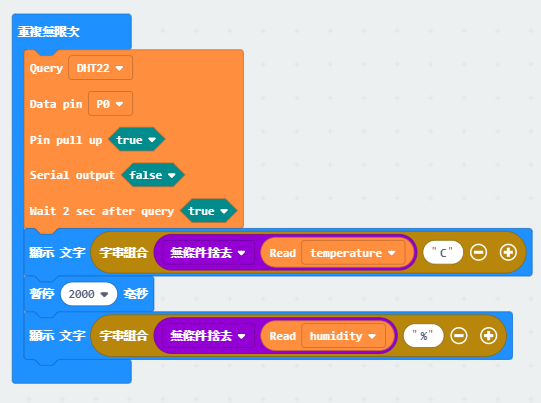 重複無限次
Query DHT22
Data pin P0
Pin pull up true
Serial output false
Wait 2 sec after query true
顯示 文字 字串組合 無條件捨去 Read temperature "C"
暫停 2000 毫秒
顯示 文字 字串組合 無條件捨去 Read humidity "%"